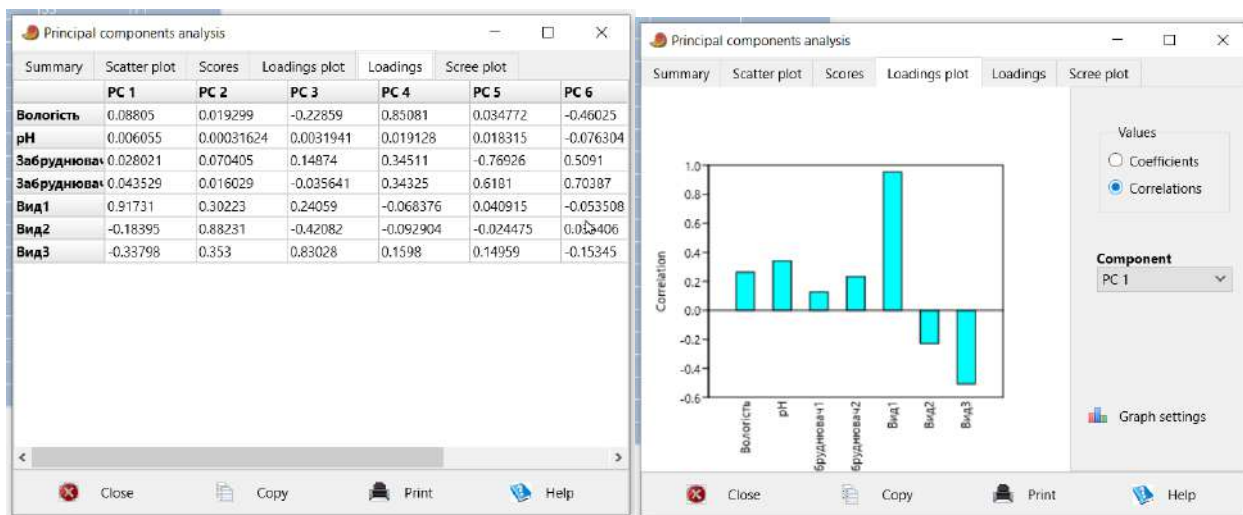 Principal components analysis
Summary Scatter plot Scores Loadings plot Loadings Scree plot
PC 1 PC 2 PC 3 PC 4 PC 5 PC 6
Вологість 0.08805 0.019299 -0.22859 0.85081 0.034772 -0.46025
pH 0.006055 0.00031624 0.0031941 0.019128 0.018315 -0.076304
Забруднювач 0.028021 0.070405 0.14874 0.34511 -0.76926 0.5091
Забруднювач 0.043529 0.016029 -0.035641 0.34325 0.6181 0.70387
Вид1 0.91731 0.30223 0.24059 -0.068376 0.040915 -0.053508
Вид2 -0.18395 0.88231 -0.42082 -0.092904 -0.024475
Вид3 -0.33798 0.353 0.83028 0.1598 0.14959 -0.15345
Close Copy Print Help
Principal components analysis
Summary Scatter plot Scores Loadings plot Loadings Scree plot
Values
Coefficients
Correlations
Component
PC 1
Correlation
1.0
0.8
0.6
0.4
0.2
0.0
-0.2
-0.4
-0.6
Вологість
pH
бруднювач1
бруднювач2
Вид1
Вид2
Вид3
Graph settings
Close Copy Print Help